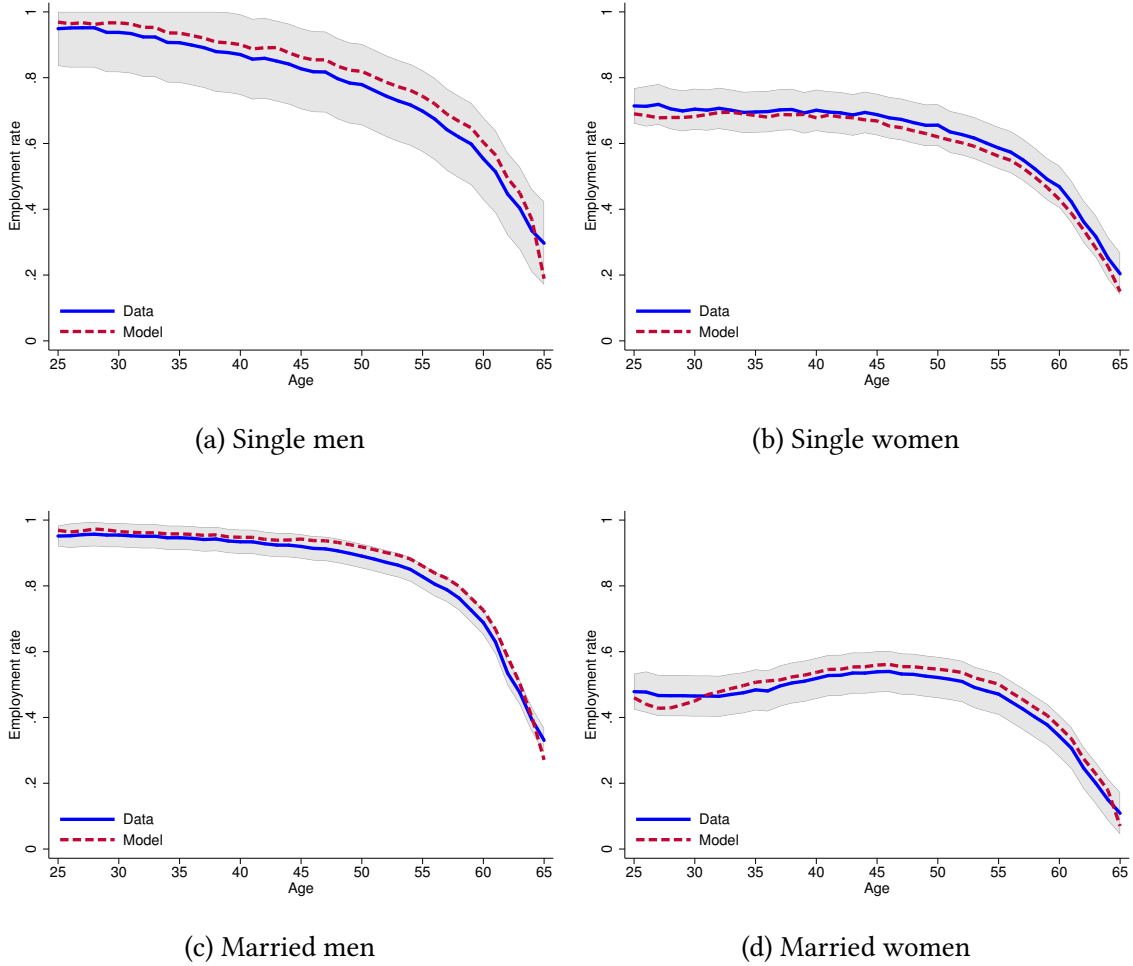 Employment rate
0 .2 .4 .6 .8 1
Data
Model
25 30 35 40 45 50 55 60 65
Age
(a) Single men
Employment rate
0 .2 .4 .6 .8 1
Data
Model
25 30 35 40 45 50 55 60 65
Age
(b) Single women
Employment rate
0 .2 .4 .6 .8 1
Data
Model
25 30 35 40 45 50 55 60 65
Age
(c) Married men
Employment rate
0 .2 .4 .6 .8 1
Data
Model
25 30 35 40 45 50 55 60 65
Age
(d) Married women